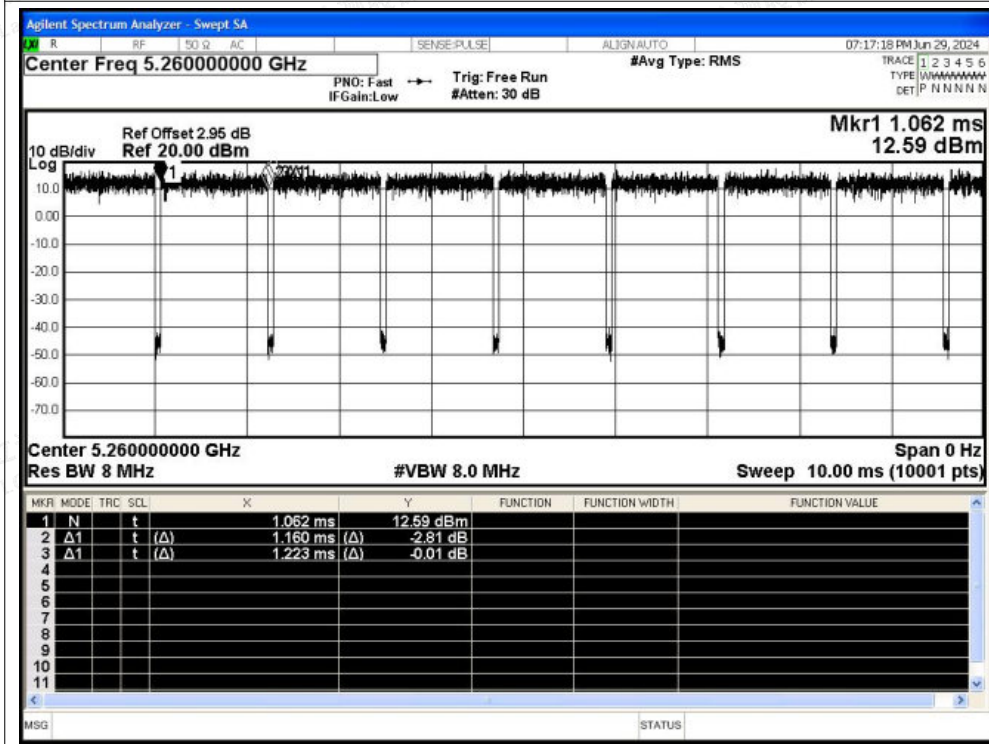 Agilent Spectrum Analyzer - Swept SA
LXI R RF 50 Ω AC SENSE:PULSE ALIGN AUTO 07:17:18 PM Jun 29, 2024
Center Freq 5.260000000 GHz #Avg Type: RMS TRACE 1 2 3 4 5 6
PNO: Fast Trig: Free Run TYPE WWWWWW
IFGain:Low #Atten: 30 dB DET P N N N N N
Mkr1 1.062 ms
Ref Offset 2.95 dB
10 dB/div Ref 20.00 dBm 12.59 dBm
Log
1
10.0
0.00
-10.0
-20.0
-30.0
-40.0
-50.0
-60.0
-70.0
Center 5.260000000 GHz Span 0 Hz
Res BW 8 MHz #VBW 8.0 MHz Sweep 10.00 ms (10001 pts)
MKR MODE TRC SCL X Y FUNCTION FUNCTION WIDTH FUNCTION VALUE
1 N t 1.062 ms 12.59 dBm
2 Δ1 t (Δ) 1.160 ms (Δ) -2.81 dB
3 Δ1 t (Δ) 1.223 ms (Δ) -0.01 dB
4
5
6
7
8
9
10
11
MSG STATUS